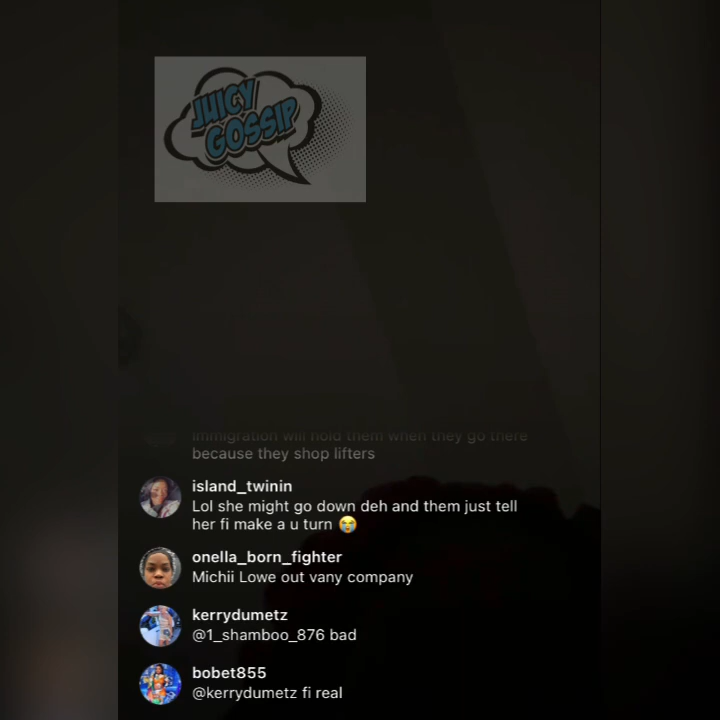 JUICY
GOSSIP
immigration will hold them when they go there
because they shop lifters
island_twinin
Lol she might go down deh and them just tell
her fi make a u turn 😭
onella_born_fighter
Michii Lowe out vany company
kerrydumetz
@1_shamboo_876 bad
bobet855
@kerrydumetz fi real